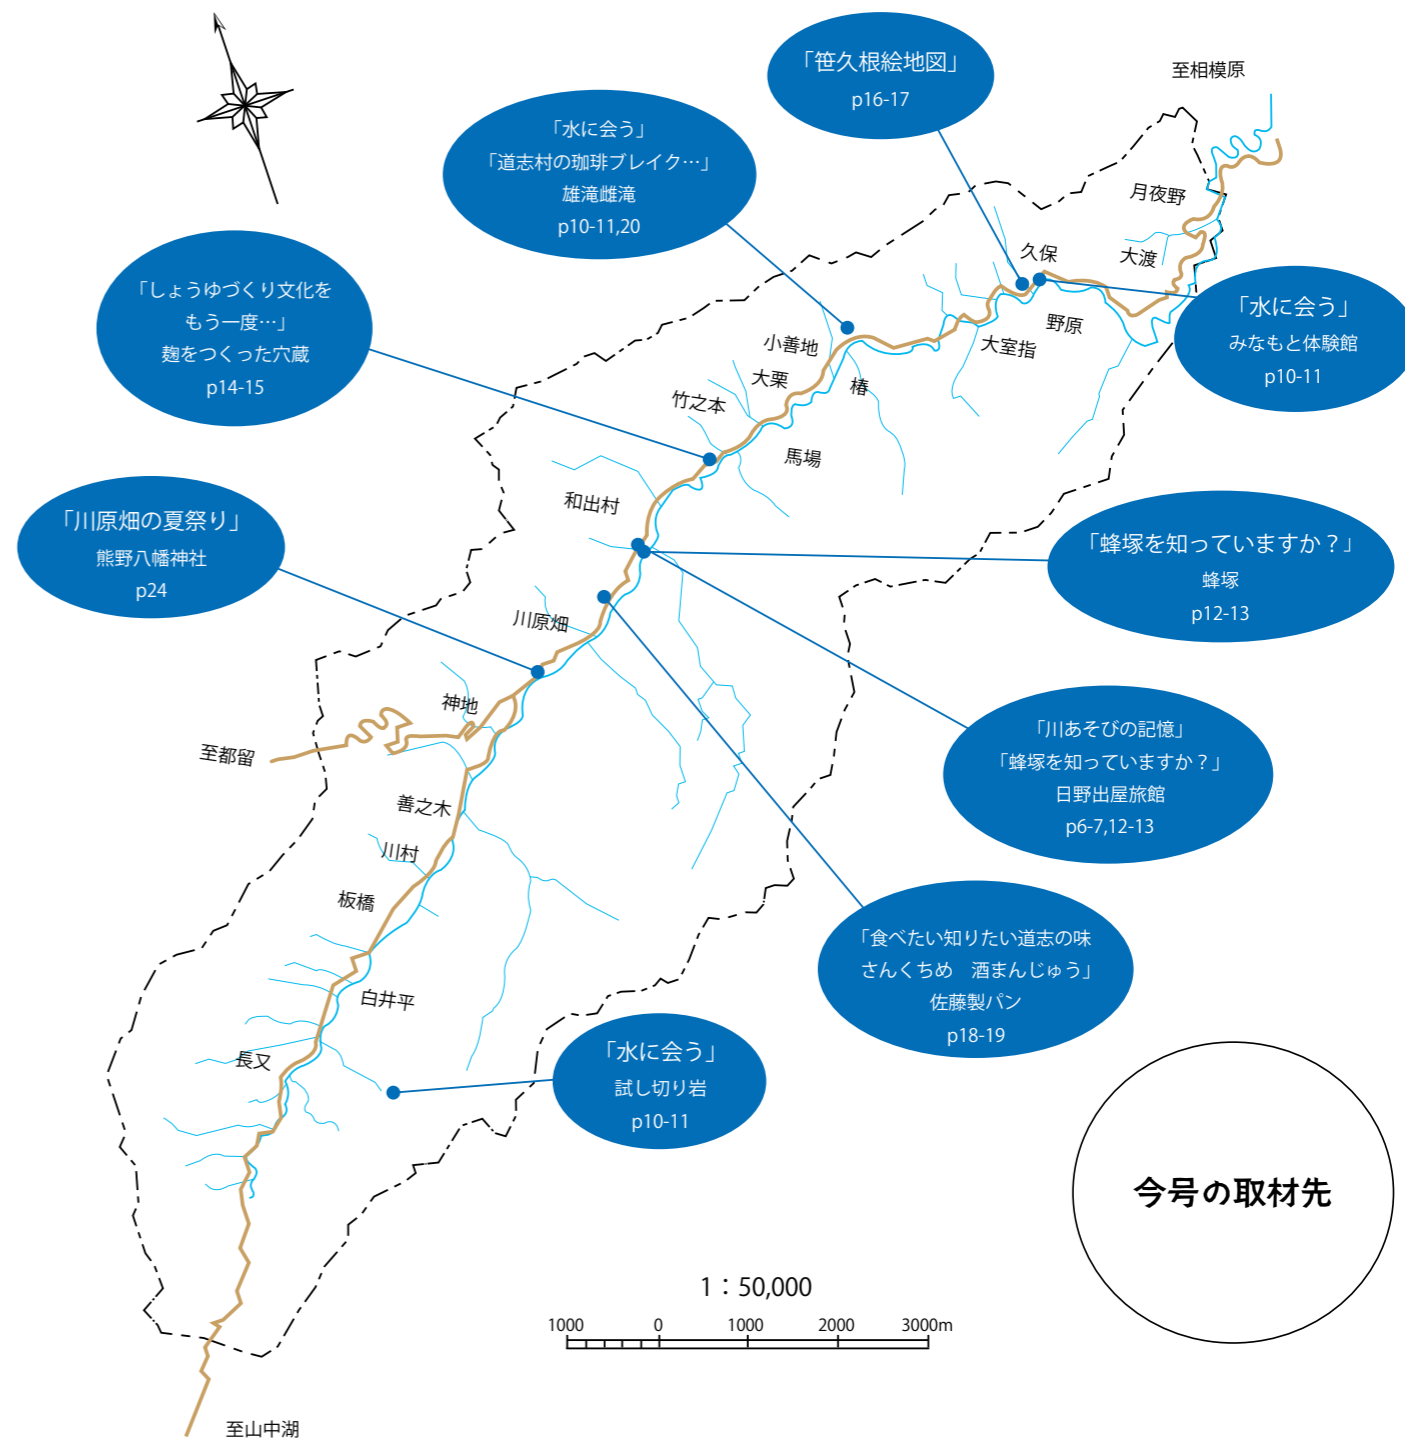 「笹久根絵地図」
p16-17
至相模原
「水に会う」
「道志村の珈琲ブレイク…」
雄滝雌滝
p10-11,20
月夜野
久保
大渡
「しょうゆづくり文化を
もう一度…」
麹をつくった穴蔵
p14-15
「水に会う」
みなもと体験館
p10-11
野原
大室指
小善地
大栗
椿
竹之本
馬場
和出村
「川原畑の夏祭り」
熊野八幡神社
p24
「蜂塚を知っていますか？」
蜂塚
p12-13
川原畑
神地
至都留
「川あそびの記憶」
「蜂塚を知っていますか？」
日野出屋旅館
p6-7,12-13
善之木
川村
板橋
「食べたい知りたい道志の味
さんくちめ　酒まんじゅう」
佐藤製パン
p18-19
白井平
長又
「水に会う」
試し切り岩
p10-11
今号の取材先
1：50,000
1000 0 1000 2000 3000m
至山中湖